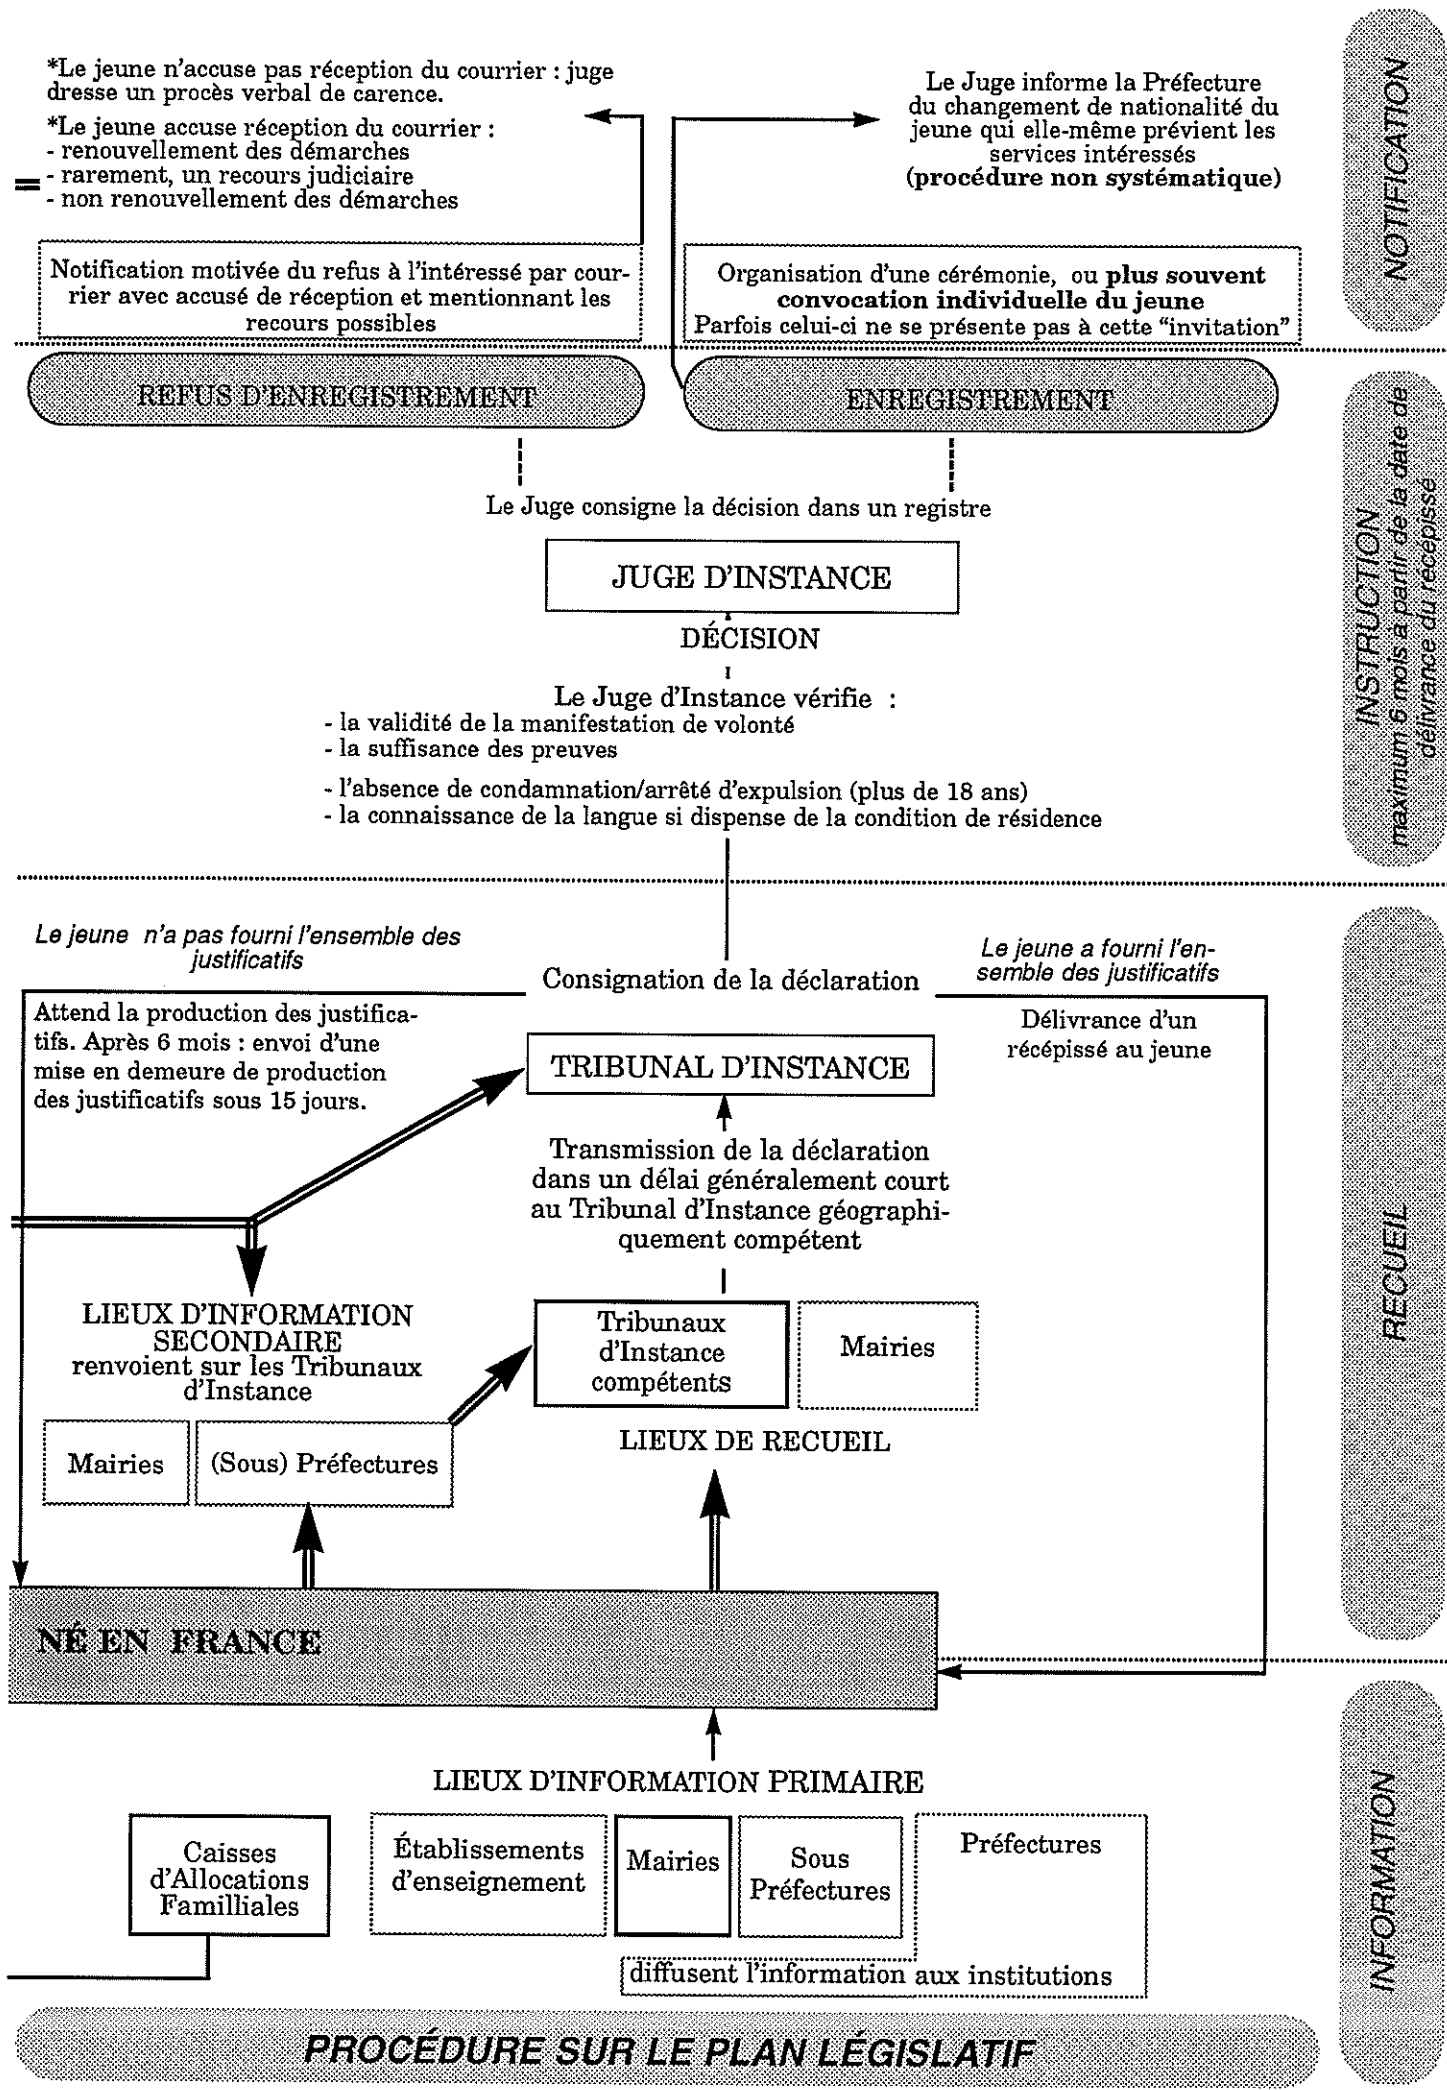 *Le jeune n'accuse pas réception du courrier : juge
dresse un procès verbal de carence.
*Le jeune accuse réception du courrier :
- renouvellement des démarches
- rarement, un recours judiciaire
- non renouvellement des démarches
Le Juge informe la Préfecture
du changement de nationalité du
jeune qui elle-même prévient les
services intéressés
(procédure non systématique)
NOTIFICATION
Notification motivée du refus à l'intéressé par cour-
rier avec accusé de réception et mentionnant les
recours possibles
Organisation d'une cérémonie, ou plus souvent
convocation individuelle du jeune
Parfois celui-ci ne se présente pas à cette "invitation"
REFUS D'ENREGISTREMENT
ENREGISTREMENT
Le Juge consigne la décision dans un registre
JUGE D'INSTANCE
DÉCISION
Le Juge d'Instance vérifie :
- la validité de la manifestation de volonté
- la suffisance des preuves
- l'absence de condamnation/arrêté d'expulsion (plus de 18 ans)
- la connaissance de la langue si dispense de la condition de résidence
INSTRUCTION
maximum 6 mois à partir de la date de
délivrance du récépissé
Le jeune n'a pas fourni l'ensemble des
justificatifs
Le jeune a fourni l'en-
semble des justificatifs
Consignation de la déclaration
Attend la production des justifica-
tifs. Après 6 mois : envoi d'une
mise en demeure de production
des justificatifs sous 15 jours.
Délivrance d'un
récépissé au jeune
TRIBUNAL D'INSTANCE
Transmission de la déclaration
dans un délai généralement court
au Tribunal d'Instance géographi-
quement compétent
LIEUX D'INFORMATION
SECONDAIRE
renvoient sur les Tribunaux
d'Instance
Tribunaux
d'Instance
compétents
Mairies
Mairies
(Sous) Préfectures
LIEUX DE RECUEIL
RECUEIL
NÉ EN FRANCE
LIEUX D'INFORMATION PRIMAIRE
Caisses
d'Allocations
Familliales
Établissements
d'enseignement
Mairies
Sous
Préfectures
Préfectures
diffusent l'information aux institutions
INFORMATION
PROCÉDURE SUR LE PLAN LÉGISLATIF